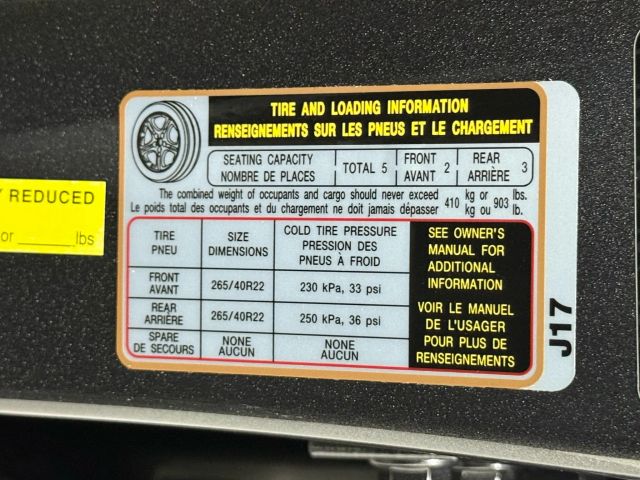 TIRE AND LOADING INFORMATION
RENSEIGNEMENTS SUR LES PNEUS ET LE CHARGEMENT
SEATING CAPACITY
NOMBRE DE PLACES
TOTAL 5
FRONT
AVANT 2
REAR
ARRIÈRE 3
The combined weight of occupants and cargo should never exceed 410 kg or 903 lbs.
Le poids total des occupants et du chargement ne doit jamais dépasser kg ou lb.
TIRE
PNEU
SIZE
DIMENSIONS
COLD TIRE PRESSURE
PRESSION DES
PNEUS À FROID
FRONT
AVANT
265/40R22
230 kPa, 33 psi
REAR
ARRIÈRE
265/40R22
250 kPa, 36 psi
SPARE
DE SECOURS
NONE
AUCUN
NONE
AUCUN
SEE OWNER'S
MANUAL FOR
ADDITIONAL
INFORMATION
VOIR LE MANUEL
DE L'USAGER
POUR PLUS DE
RENSEIGNEMENTS
J17
REDUCED
or ______ lbs